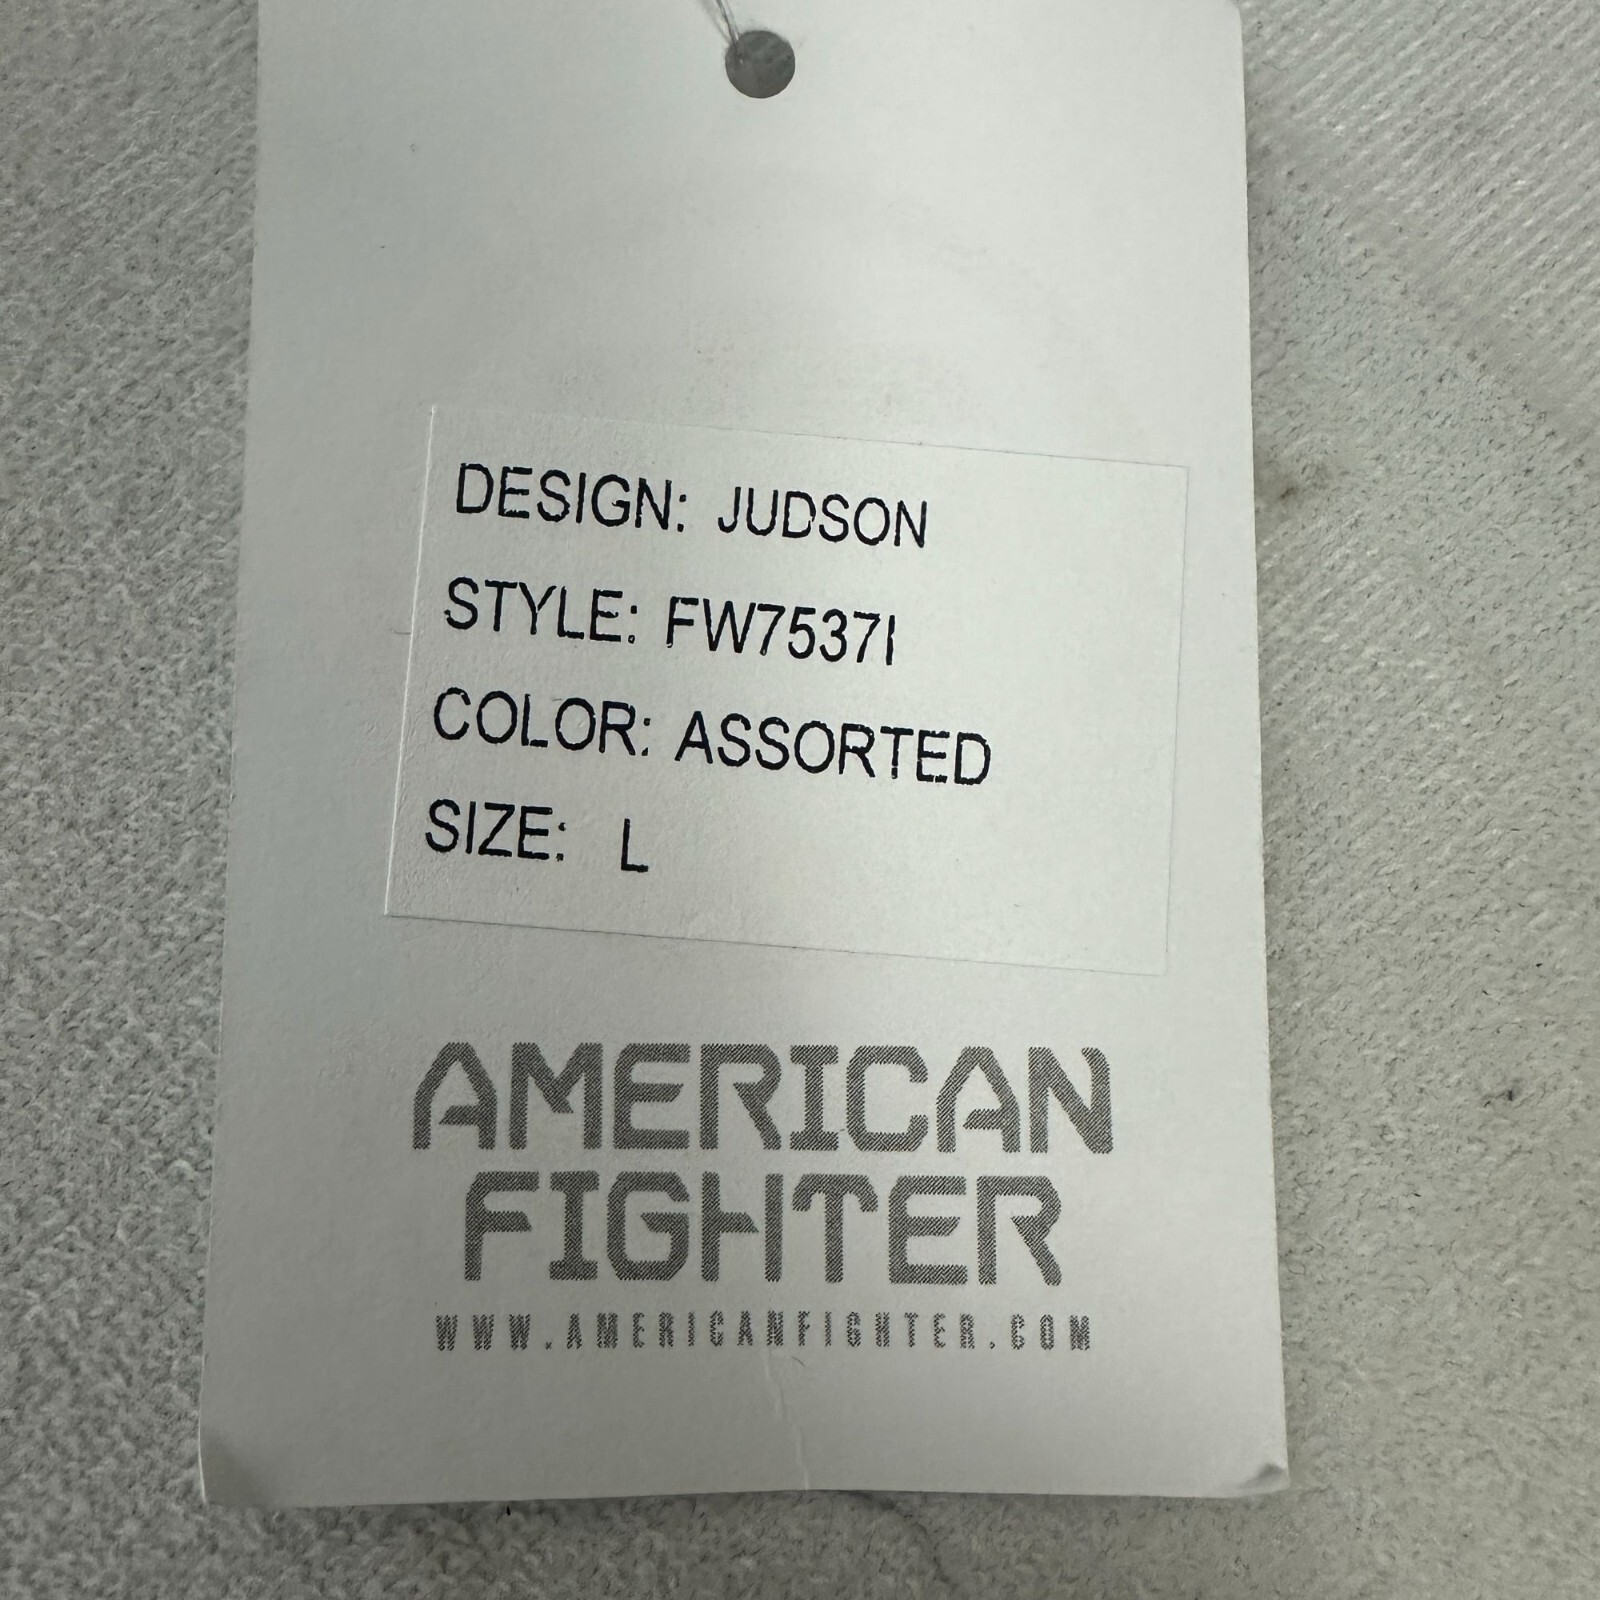 DESIGN: JUDSON
STYLE: FW7537I
COLOR: ASSORTED
SIZE: L
AMERICAN
FIGHTER
WWW.AMERICANFIGHTER.COM